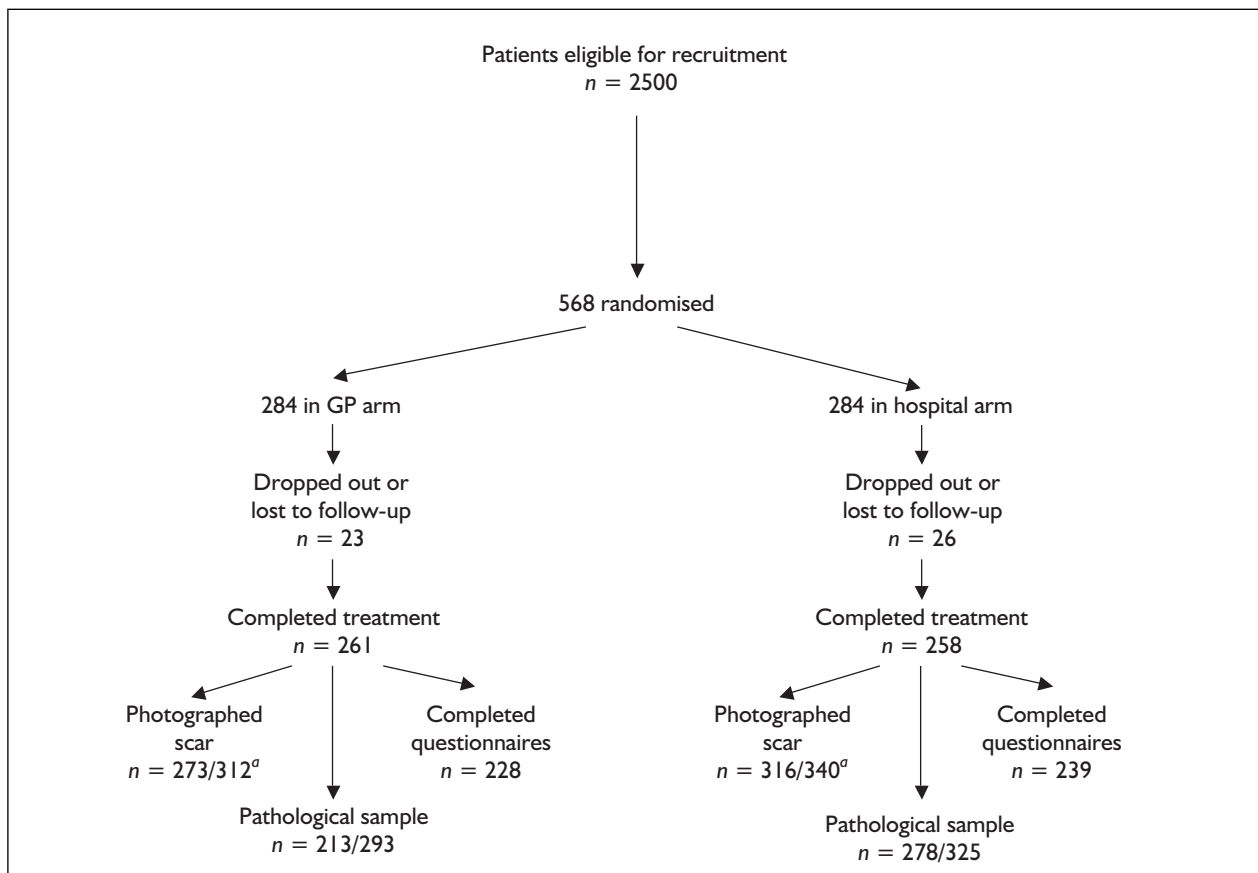 Patients eligible for recruitment
n = 2500
568 randomised
284 in GP arm
284 in hospital arm
Dropped out or
lost to follow-up
n = 23
Dropped out or
lost to follow-up
n = 26
Completed treatment
n = 261
Completed treatment
n = 258
Photographed
scar
n = 273/312a
Completed
questionnaires
n = 228
Photographed
scar
n = 316/340a
Completed
questionnaires
n = 239
Pathological sample
n = 213/293
Pathological sample
n = 278/325